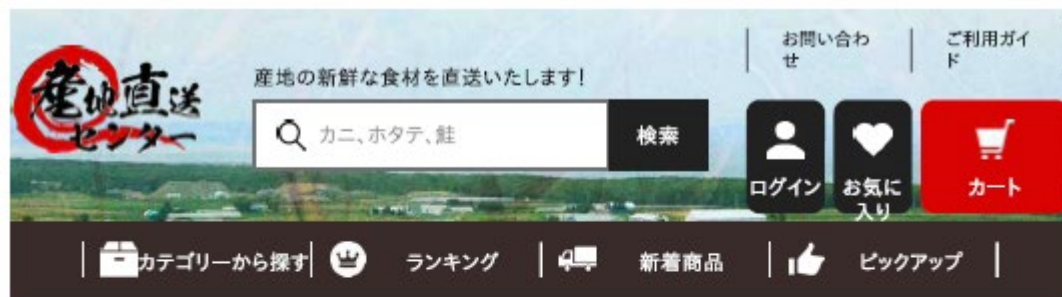 お問い合わ
せ
ご利用ガイ
ド
産地直送
センター
産地の新鮮な食材を直送いたします!
カニ、ホタテ、鮭
検索
ログイン
お気に
入り
カート
カテゴリーから探す
ランキング
新着商品
ピックアップ